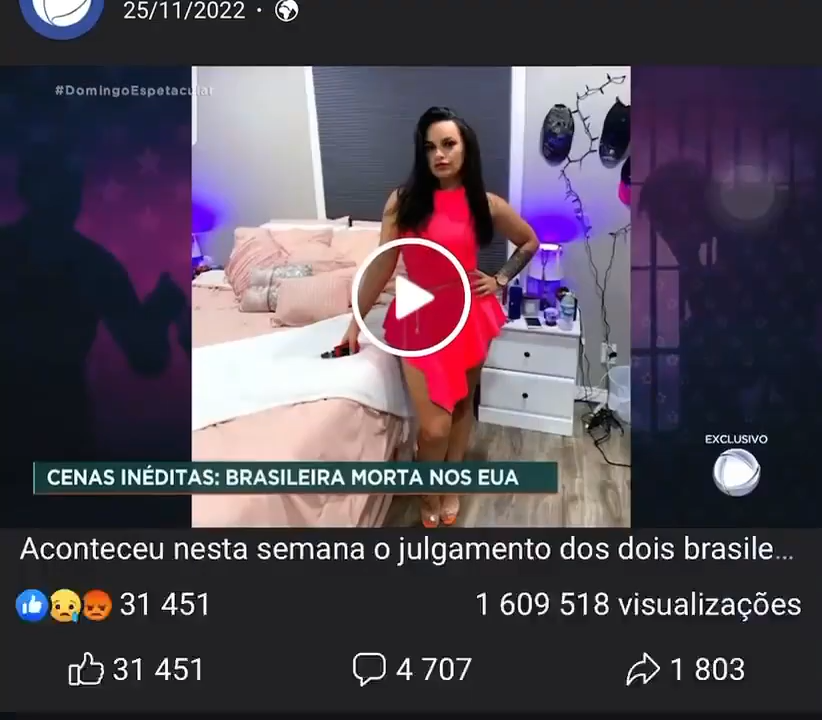 25/11/2022 ·
#DomingoEspetacular
EXCLUSIVO
CENAS INÉDITAS: BRASILEIRA MORTA NOS EUA
Aconteceu nesta semana o julgamento dos dois brasile...
31 451
1 609 518 visualizações
31 451
4 707
1 803